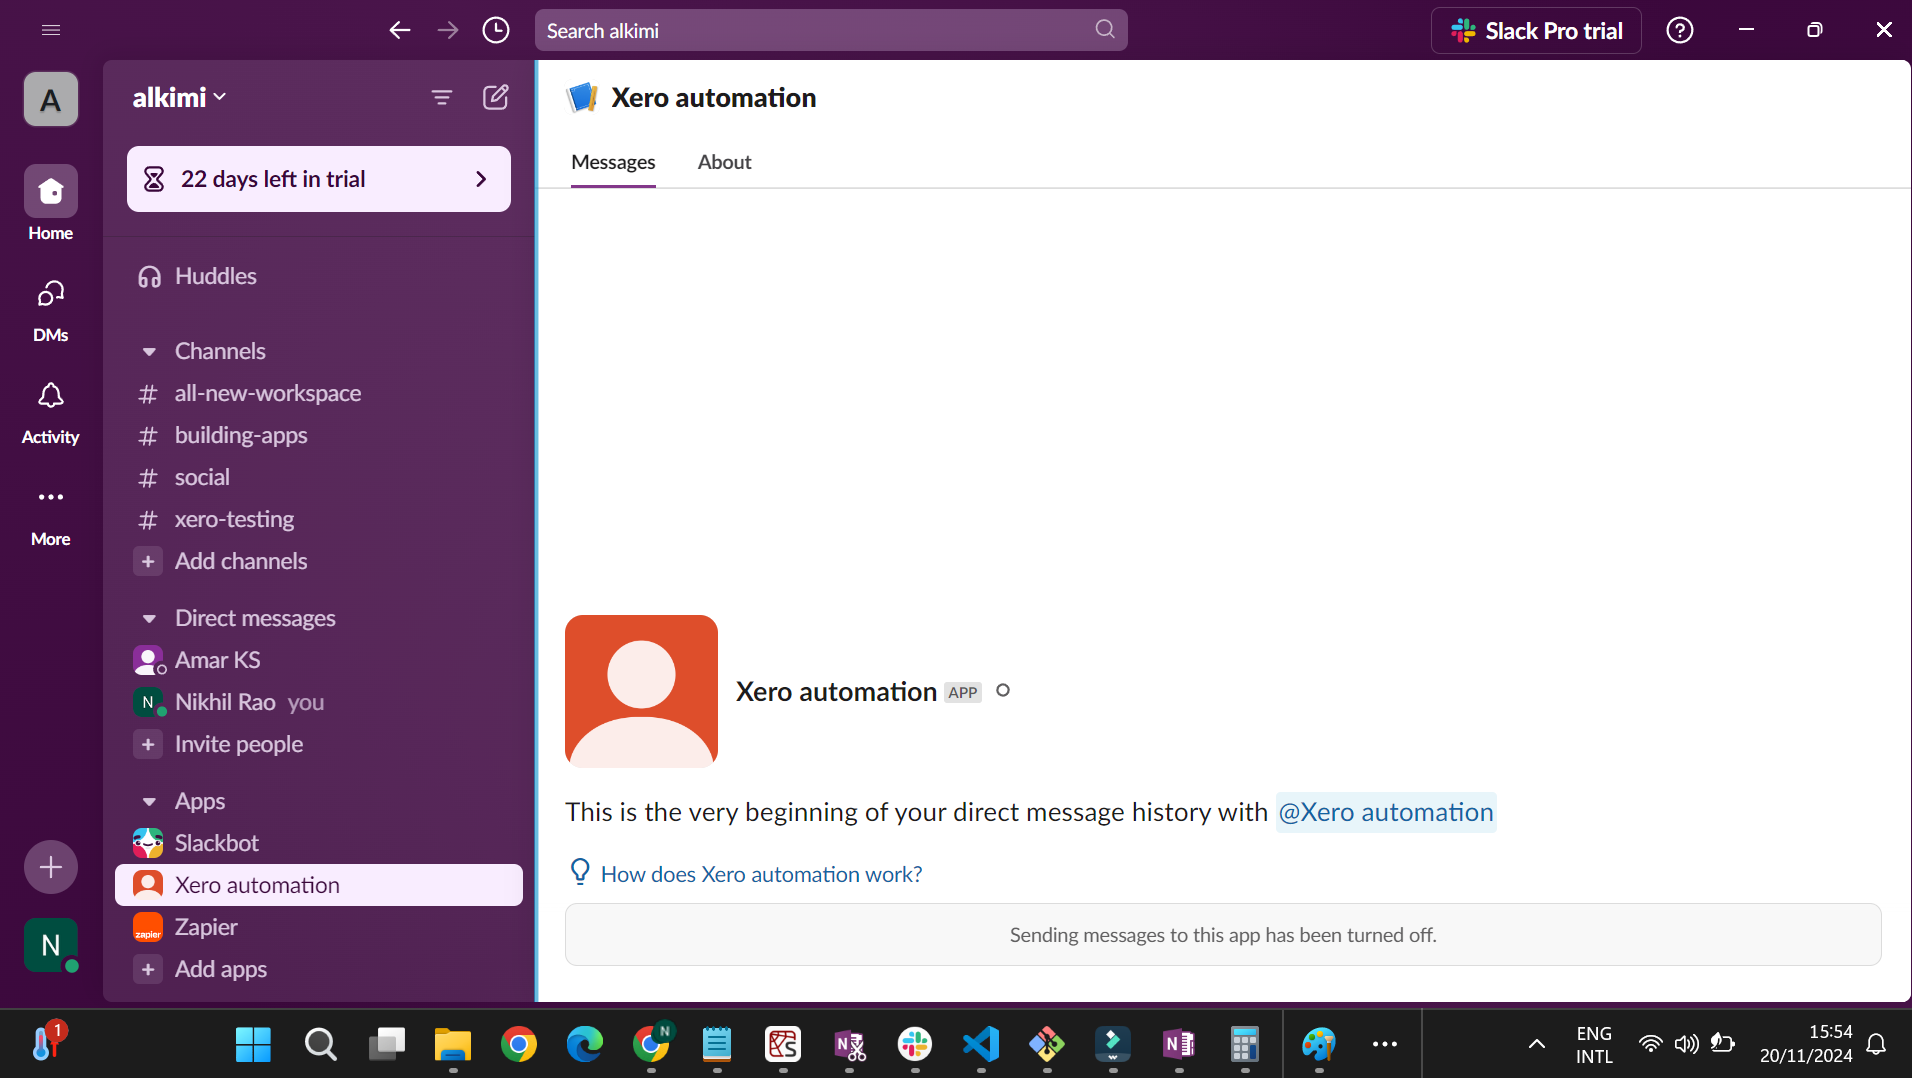 Search alkimi
Slack Pro trial
A
alkimi
22 days left in trial
Home
DMs
Activity
More
N
Huddles
Channels
# all-new-workspace
# building-apps
# social
# xero-testing
+ Add channels
Direct messages
Amar KS
N Nikhil Rao you
+ Invite people
Apps
Slackbot
Xero automation
zapier Zapier
+ Add apps
Xero automation
Messages About
Xero automation APP
This is the very beginning of your direct message history with @Xero automation
How does Xero automation work?
Sending messages to this app has been turned off.
1
N
N
N
ENG
INTL
15:54
20/11/2024